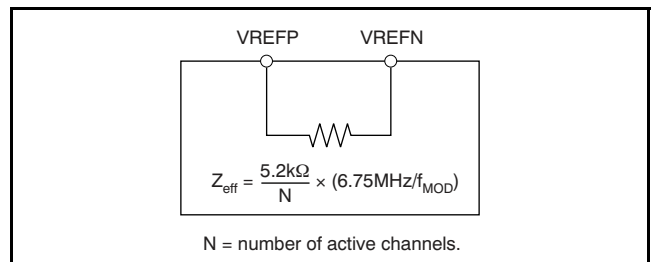 VREFP VREFN
Zeff = 5.2kΩ/N × (6.75MHz/fMOD)
N = number of active channels.